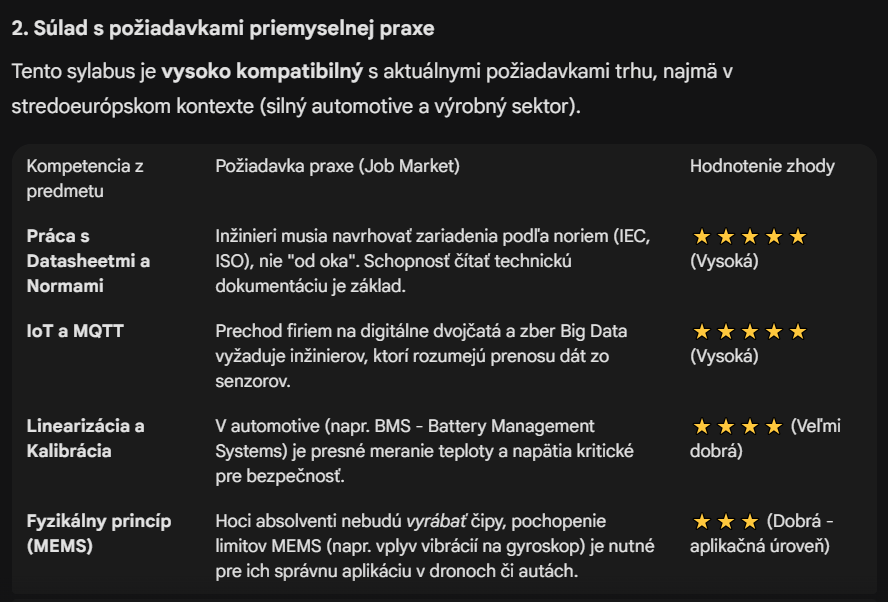 2. Súlad s požiadavkami priemyselnej praxe
Tento sylabus je vysoko kompatibilný s aktuálnymi požiadavkami trhu, najmä v
stredoeurópskom kontexte (silný automotive a výrobný sektor).
Kompetencia z
predmetu
Požiadavka praxe (Job Market)
Hodnotenie zhody
Práca s
Datasheetmi a
Normami
Inžinieri musia navrhovať zariadenia podľa noriem (IEC,
ISO), nie "od oka". Schopnosť čítať technickú
dokumentáciu je základ.
★ ★ ★ ★ ★
(Vysoká)
IoT a MQTT
Prechod firiem na digitálne dvojčatá a zber Big Data
vyžaduje inžinierov, ktorí rozumejú prenosu dát zo
senzorov.
★ ★ ★ ★ ★
(Vysoká)
Linearizácia a
Kalibrácia
V automotive (napr. BMS - Battery Management
Systems) je presné meranie teploty a napätia kritické
pre bezpečnosť.
★ ★ ★ ★ (Veľmi
dobrá)
Fyzikálny princíp
(MEMS)
Hoci absolventi nebudú vyrábať čipy, pochopenie
limitov MEMS (napr. vplyv vibrácií na gyroskop) je nutné
pre ich správnu aplikáciu v dronoch či autách.
★ ★ ★ (Dobrá -
aplikačná úroveň)